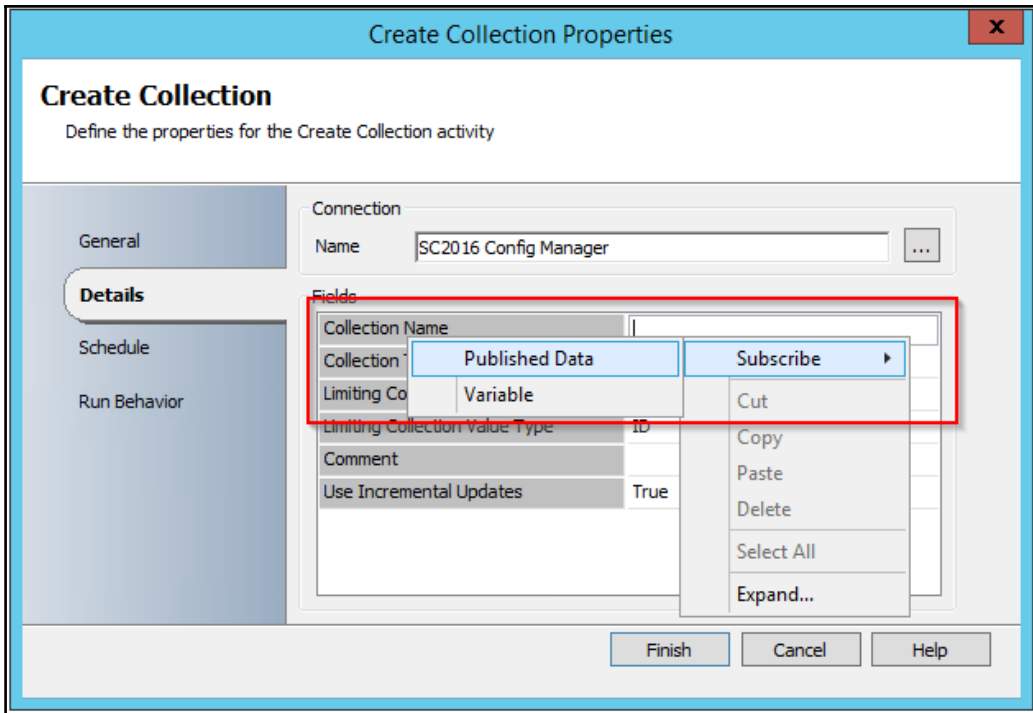 Create Collection Properties
x
Create Collection
Define the properties for the Create Collection activity
General
Details
Schedule
Run Behavior
Connection
Name SC2016 Config Manager ...
Fields
Collection Name
Collection
Limiting
Limiting Collection Value Type ID
Comment
Use Incremental Updates True
Published Data
Variable
Subscribe
Cut
Copy
Paste
Delete
Select All
Expand...
Finish Cancel Help